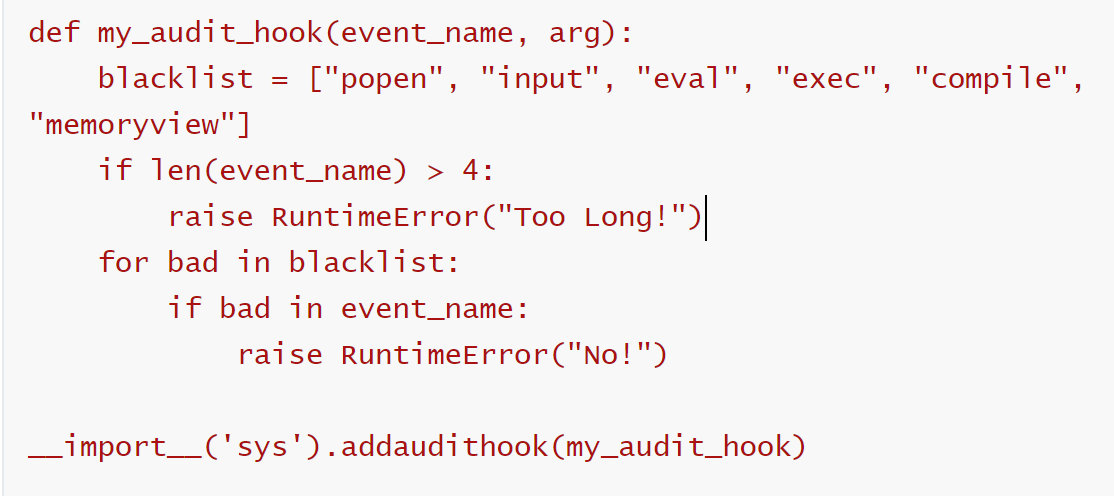 def my_audit_hook(event_name, arg):
    blacklist = ["popen", "input", "eval", "exec", "compile",
"memoryview"]
    if len(event_name) > 4:
        raise RuntimeError("Too Long!")
    for bad in blacklist:
        if bad in event_name:
            raise RuntimeError("No!")

__import__('sys').addaudithook(my_audit_hook)